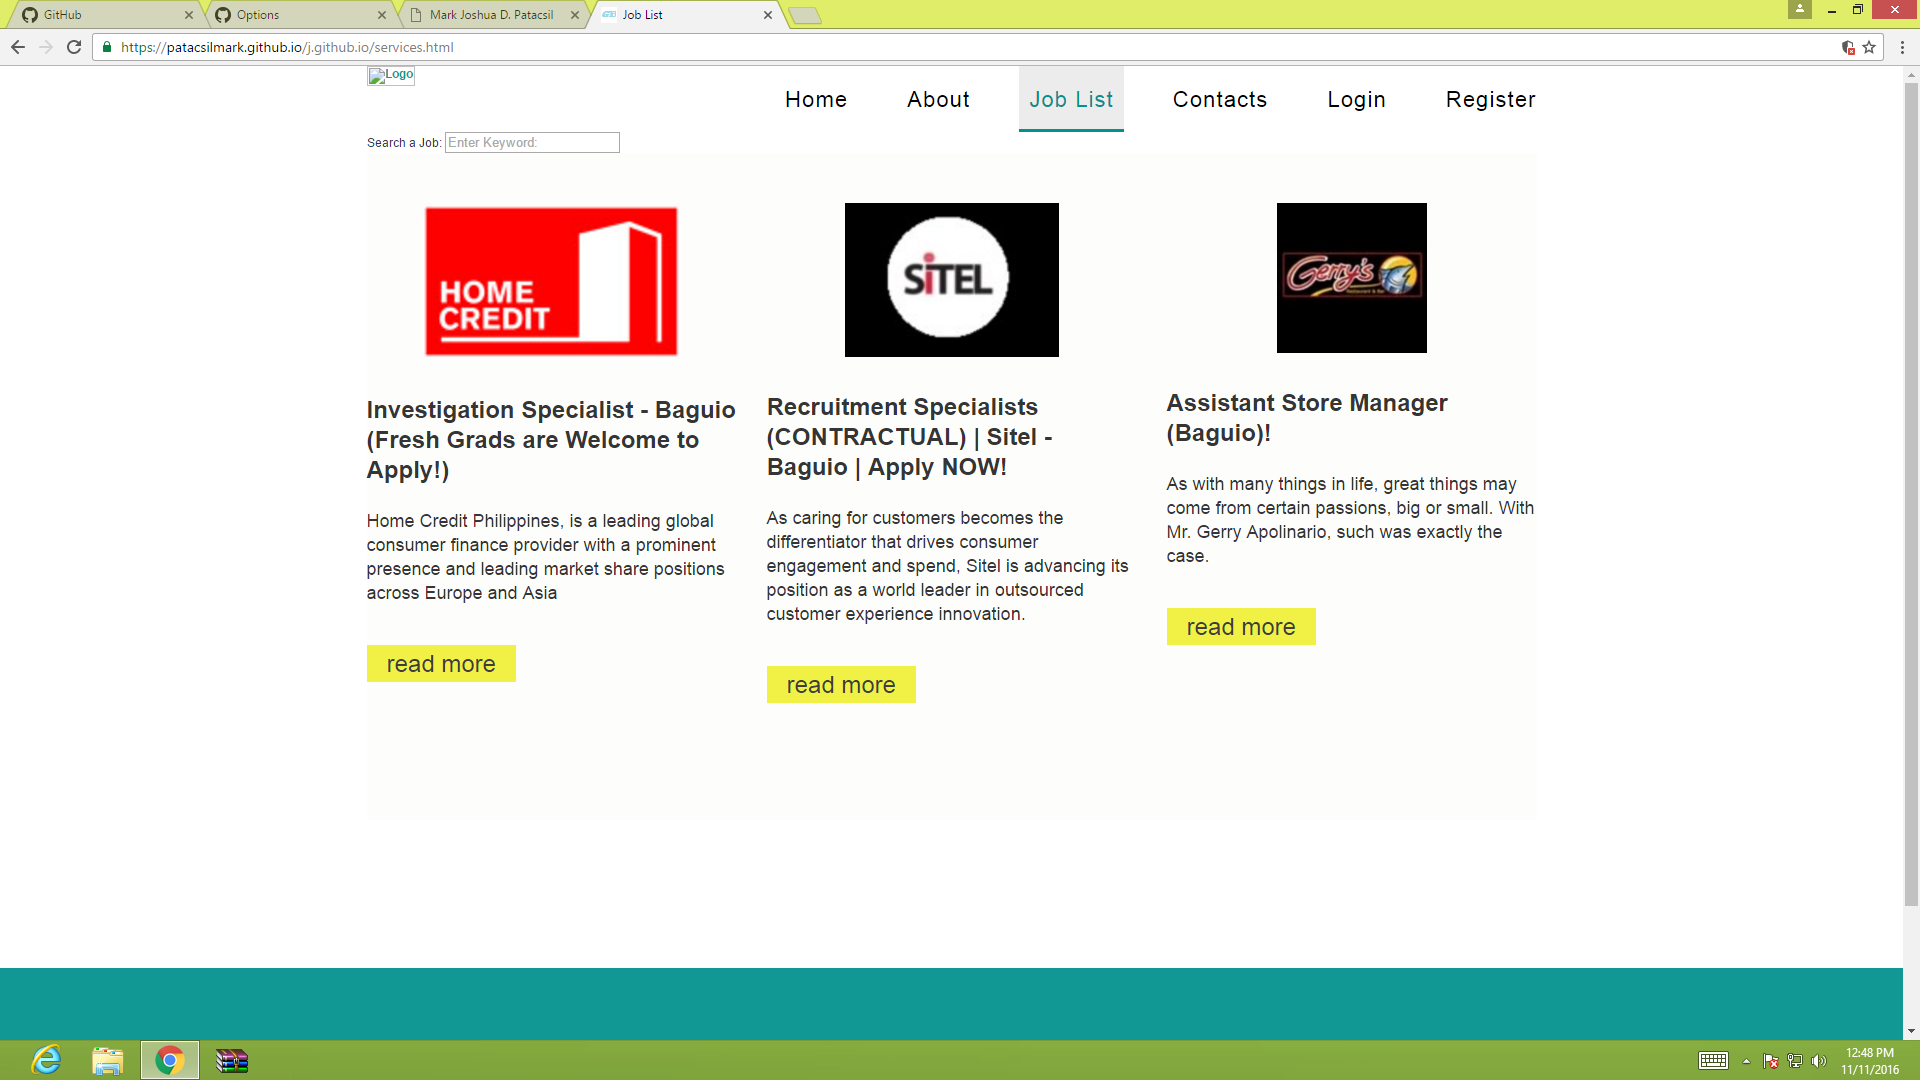 GitHub
Options
Mark Joshua D. Patacsil
Job List
https://patacsilmark.github.io/j.github.io/services.html
Logo
Home
About
Job List
Contacts
Login
Register
Search a Job: Enter Keyword:
HOME
CREDIT
SiTEL
Gerry's
Investigation Specialist - Baguio
(Fresh Grads are Welcome to
Apply!)
Home Credit Philippines, is a leading global
consumer finance provider with a prominent
presence and leading market share positions
across Europe and Asia
read more
Recruitment Specialists
(CONTRACTUAL) | Sitel -
Baguio | Apply NOW!
As caring for customers becomes the
differentiator that drives consumer
engagement and spend, Sitel is advancing its
position as a world leader in outsourced
customer experience innovation.
read more
Assistant Store Manager
(Baguio)!
As with many things in life, great things may
come from certain passions, big or small. With
Mr. Gerry Apolinario, such was exactly the
case.
read more
12:48 PM
11/11/2016